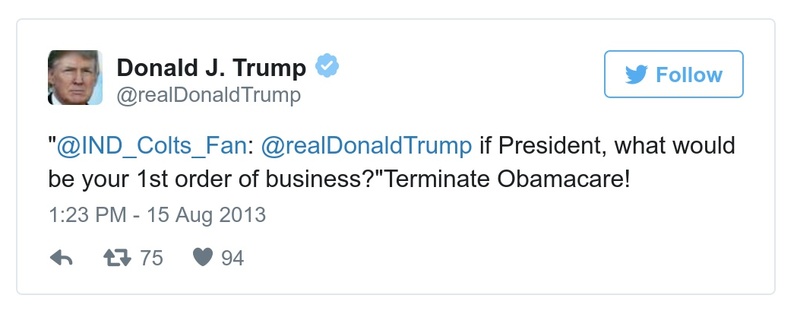 Donald J. Trump
@realDonaldTrump
Follow
"@IND_Colts_Fan: @realDonaldTrump if President, what would
be your 1st order of business?"Terminate Obamacare!
1:23 PM - 15 Aug 2013
75 94